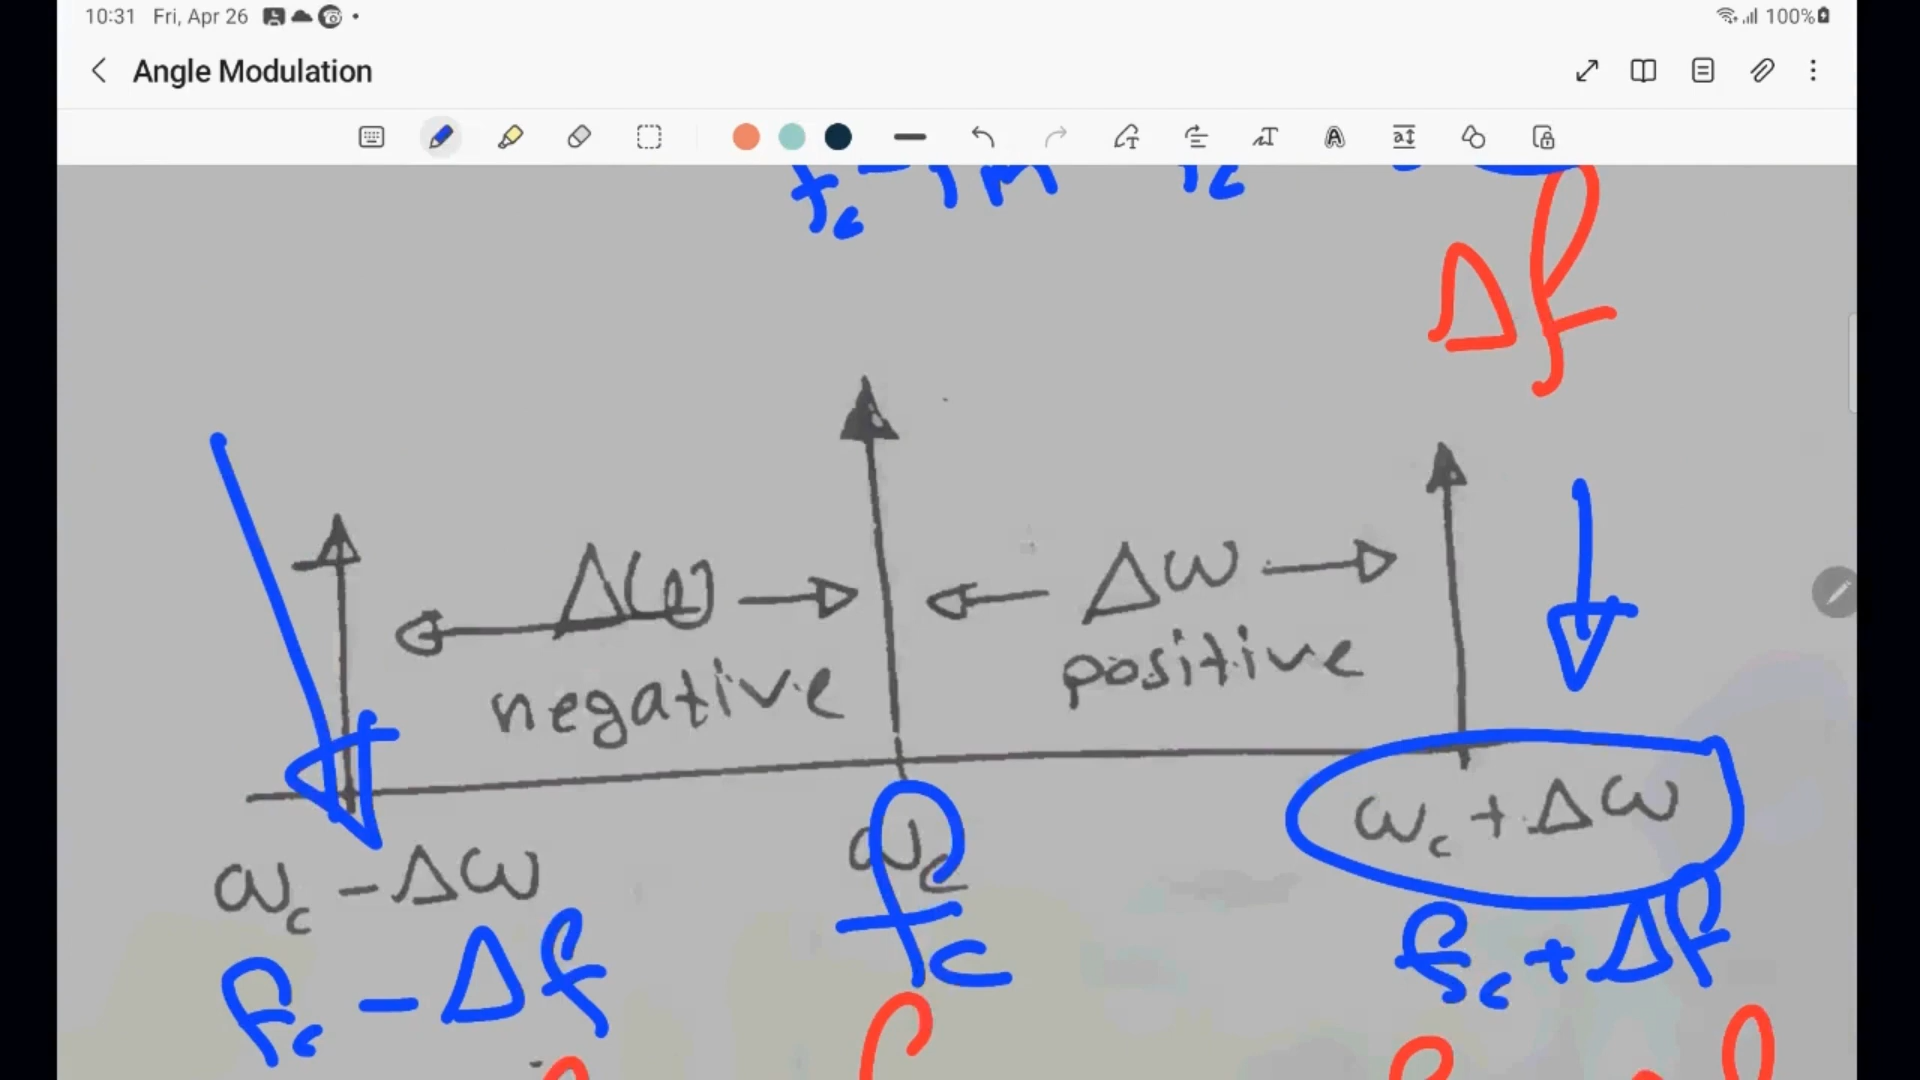 10:31 Fri, Apr 26
100%
Angle Modulation
Δf
Δω Δω
negative positive
ωc - Δω ωc ωc + Δω
fc - Δf fc fc + Δf